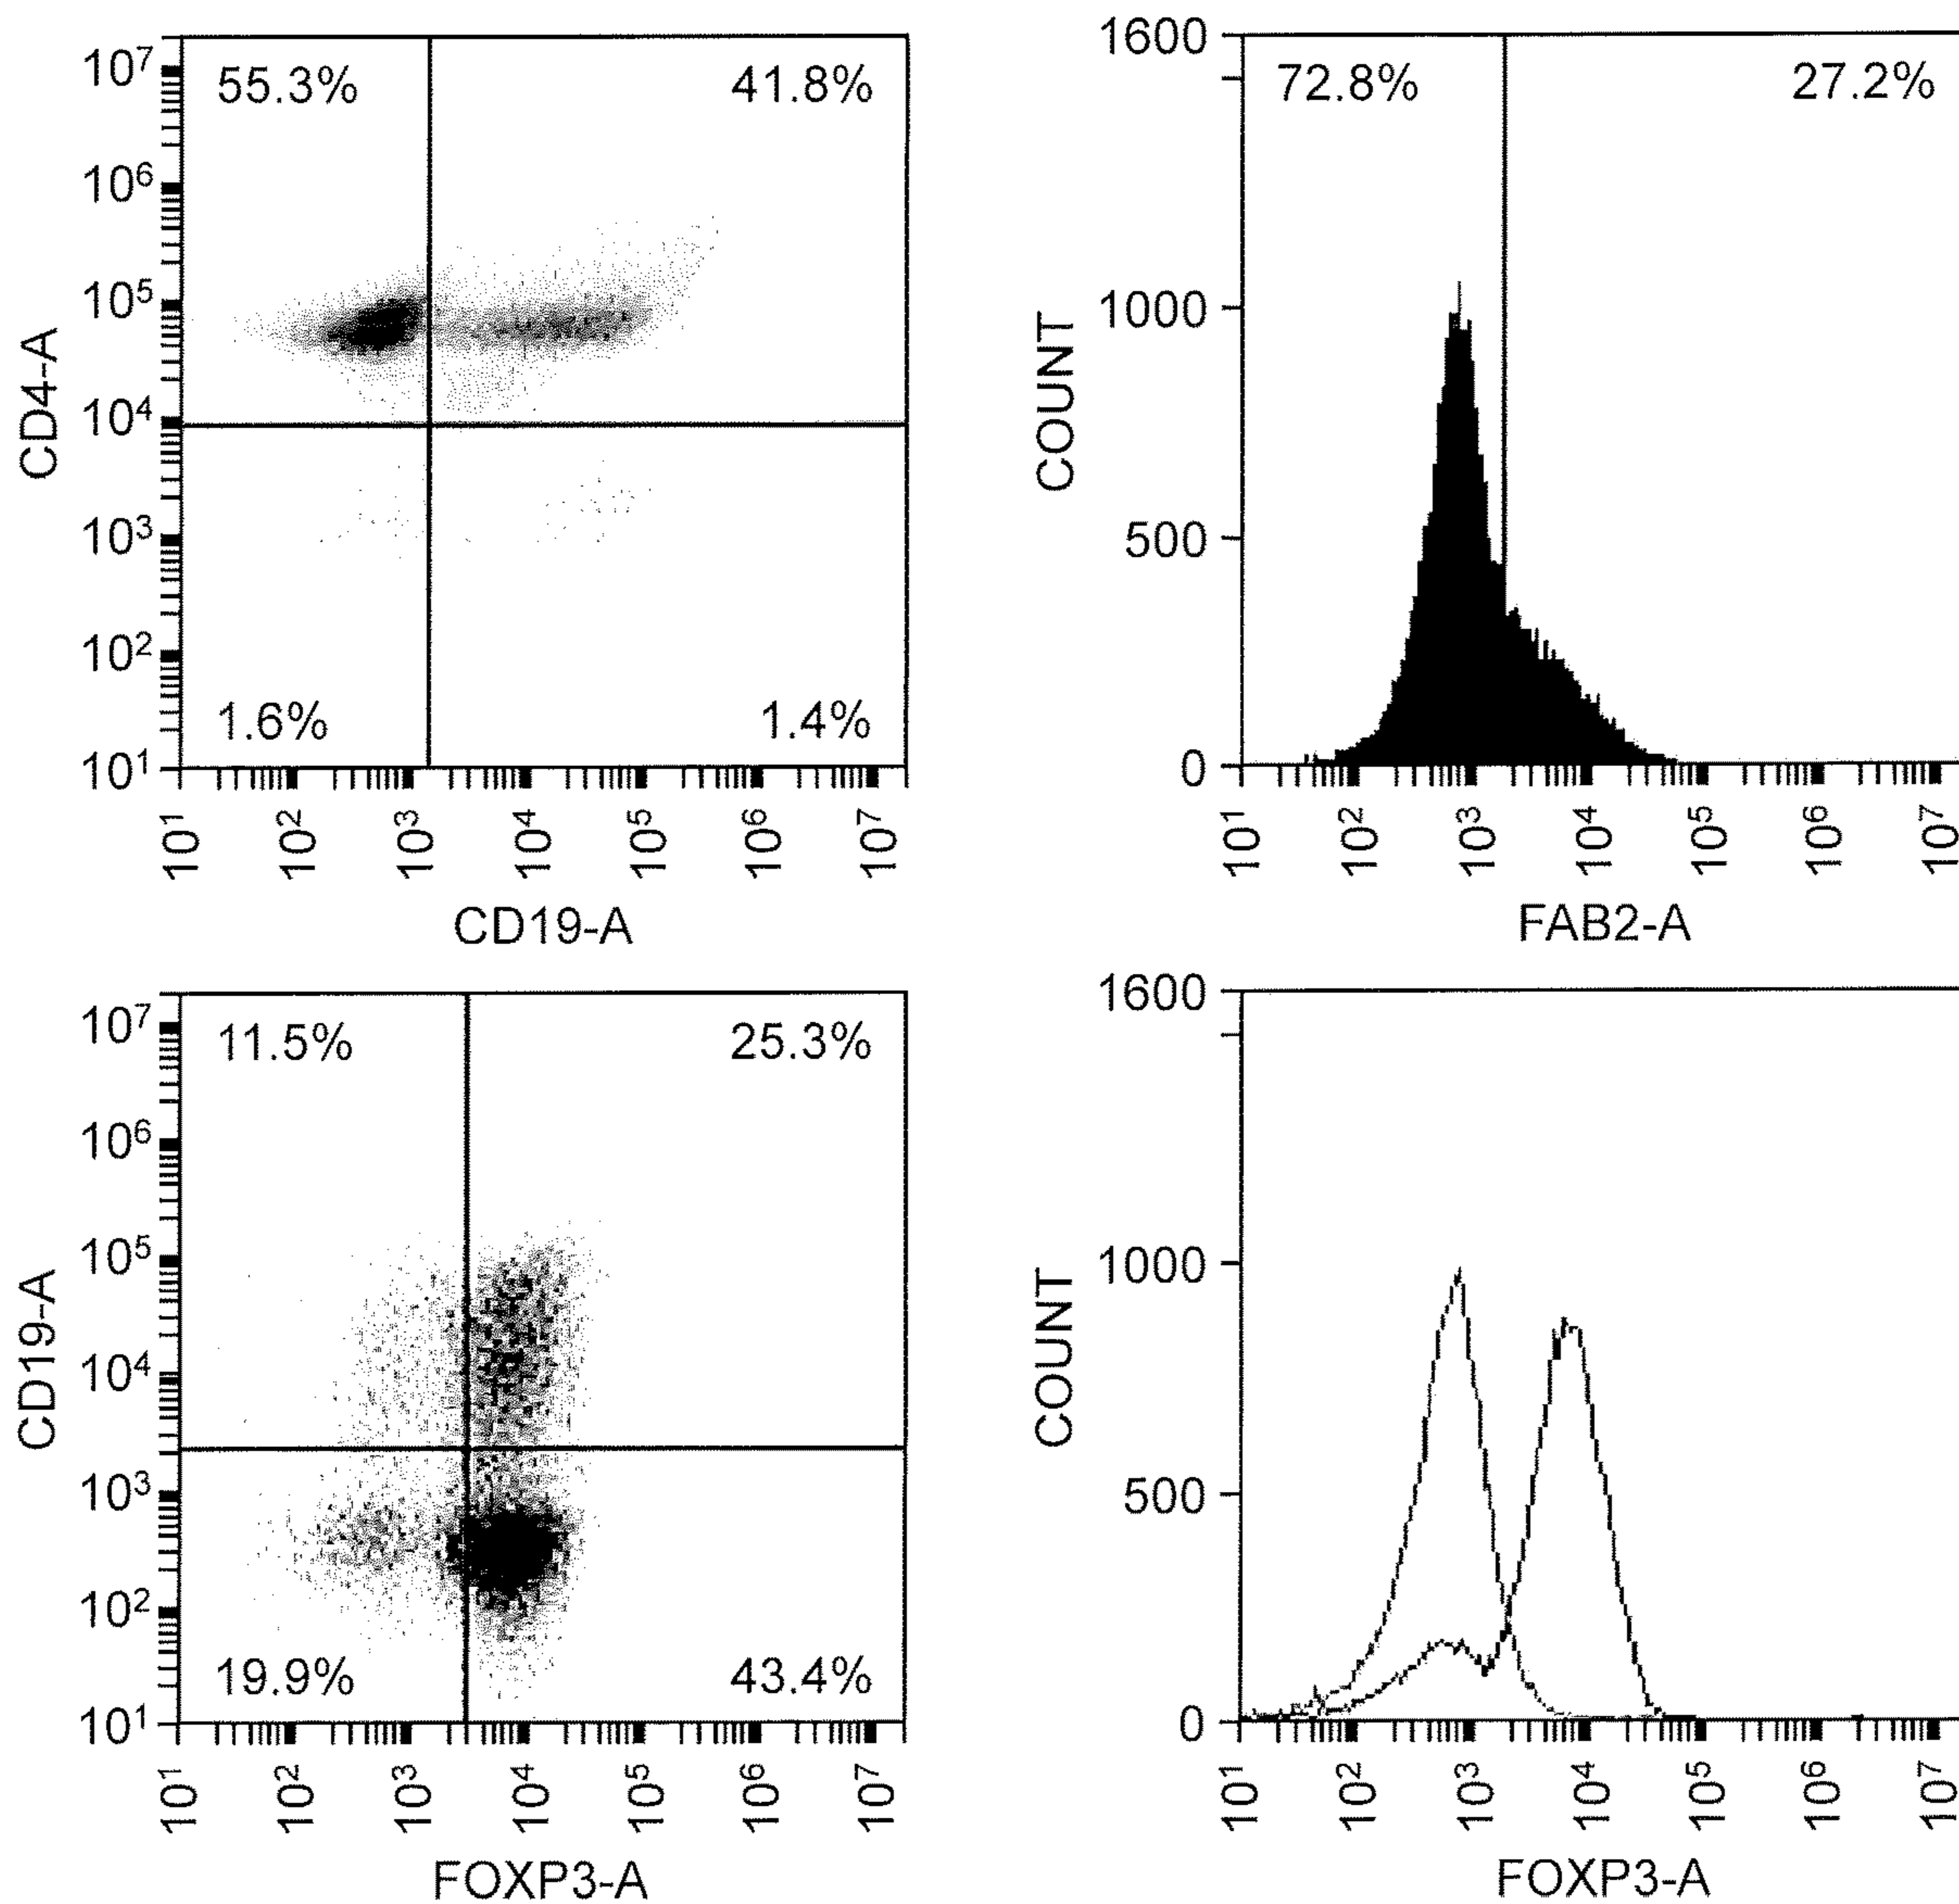 10⁷
10⁶
10⁵
10⁴
10³
10²
10¹
CD4-A
55.3%
41.8%
1.6%
1.4%
10¹ 10² 10³ 10⁴ 10⁵ 10⁶ 10⁷
CD19-A
1600
1000
500
0
COUNT
72.8%
27.2%
10¹ 10² 10³ 10⁴ 10⁵ 10⁶ 10⁷
FAB2-A
10⁷
10⁶
10⁵
10⁴
10³
10²
10¹
CD19-A
11.5%
25.3%
19.9%
43.4%
10¹ 10² 10³ 10⁴ 10⁵ 10⁶ 10⁷
FOXP3-A
1600
1000
500
0
COUNT
10¹ 10² 10³ 10⁴ 10⁵ 10⁶ 10⁷
FOXP3-A